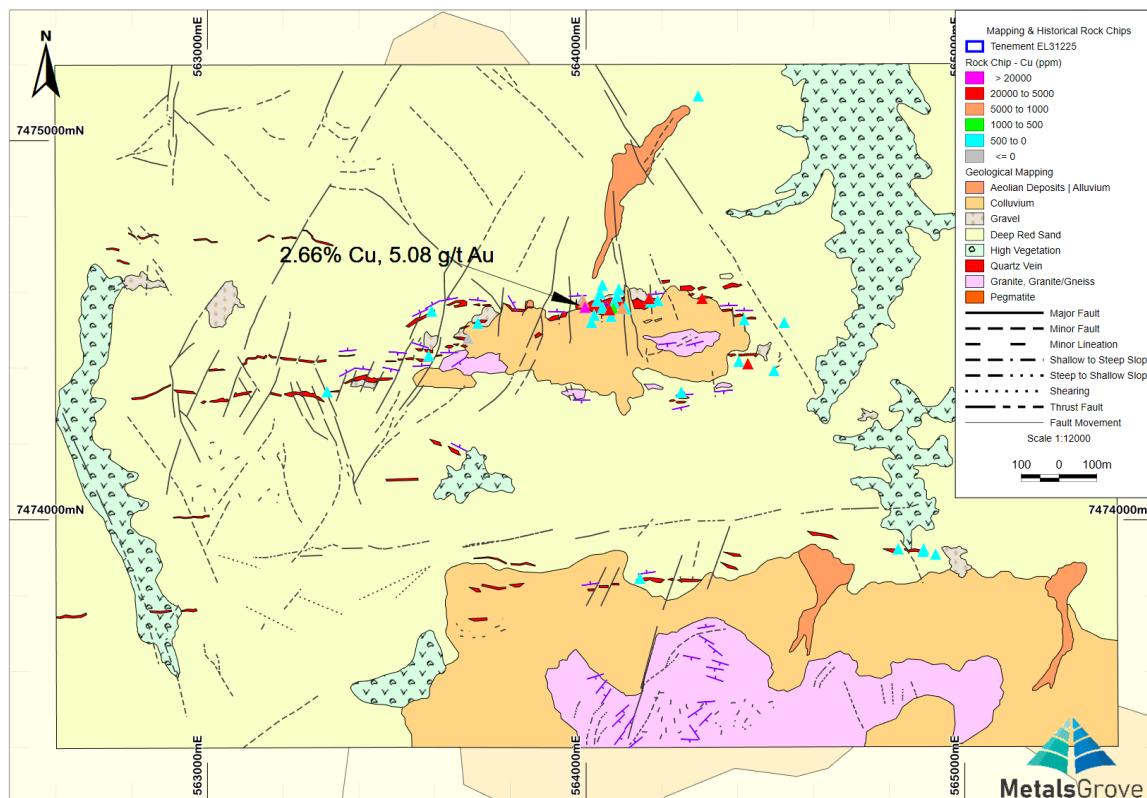 563000mE
564000mE
565000mE
N
7475000mN
2.66% Cu, 5.08 g/t Au
7474000mN
7474000mN
563000mE
564000mE
565000mE
Mapping & Historical Rock Chips
Tenement EL31225
Rock Chip - Cu (ppm)
> 20000
20000 to 5000
5000 to 1000
1000 to 500
500 to 0
<= 0
Geological Mapping
Aeolian Deposits | Alluvium
Colluvium
Gravel
Deep Red Sand
High Vegetation
Quartz Vein
Granite, Granite/Gneiss
Pegmatite
Major Fault
Minor Fault
Minor Lineation
Shallow to Steep Slop
Steep to Shallow Slop
Shearing
Thrust Fault
Fault Movement
Scale 1:12000
100 0 100m
MetalsGrove